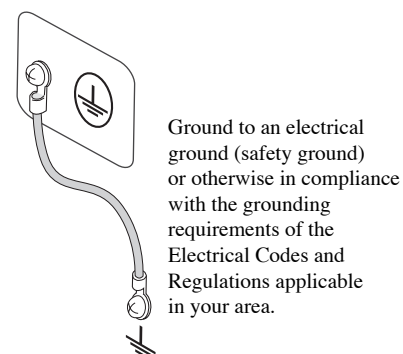 Ground to an electrical
ground (safety ground)
or otherwise in compliance
with the grounding
requirements of the
Electrical Codes and
Regulations applicable
in your area.